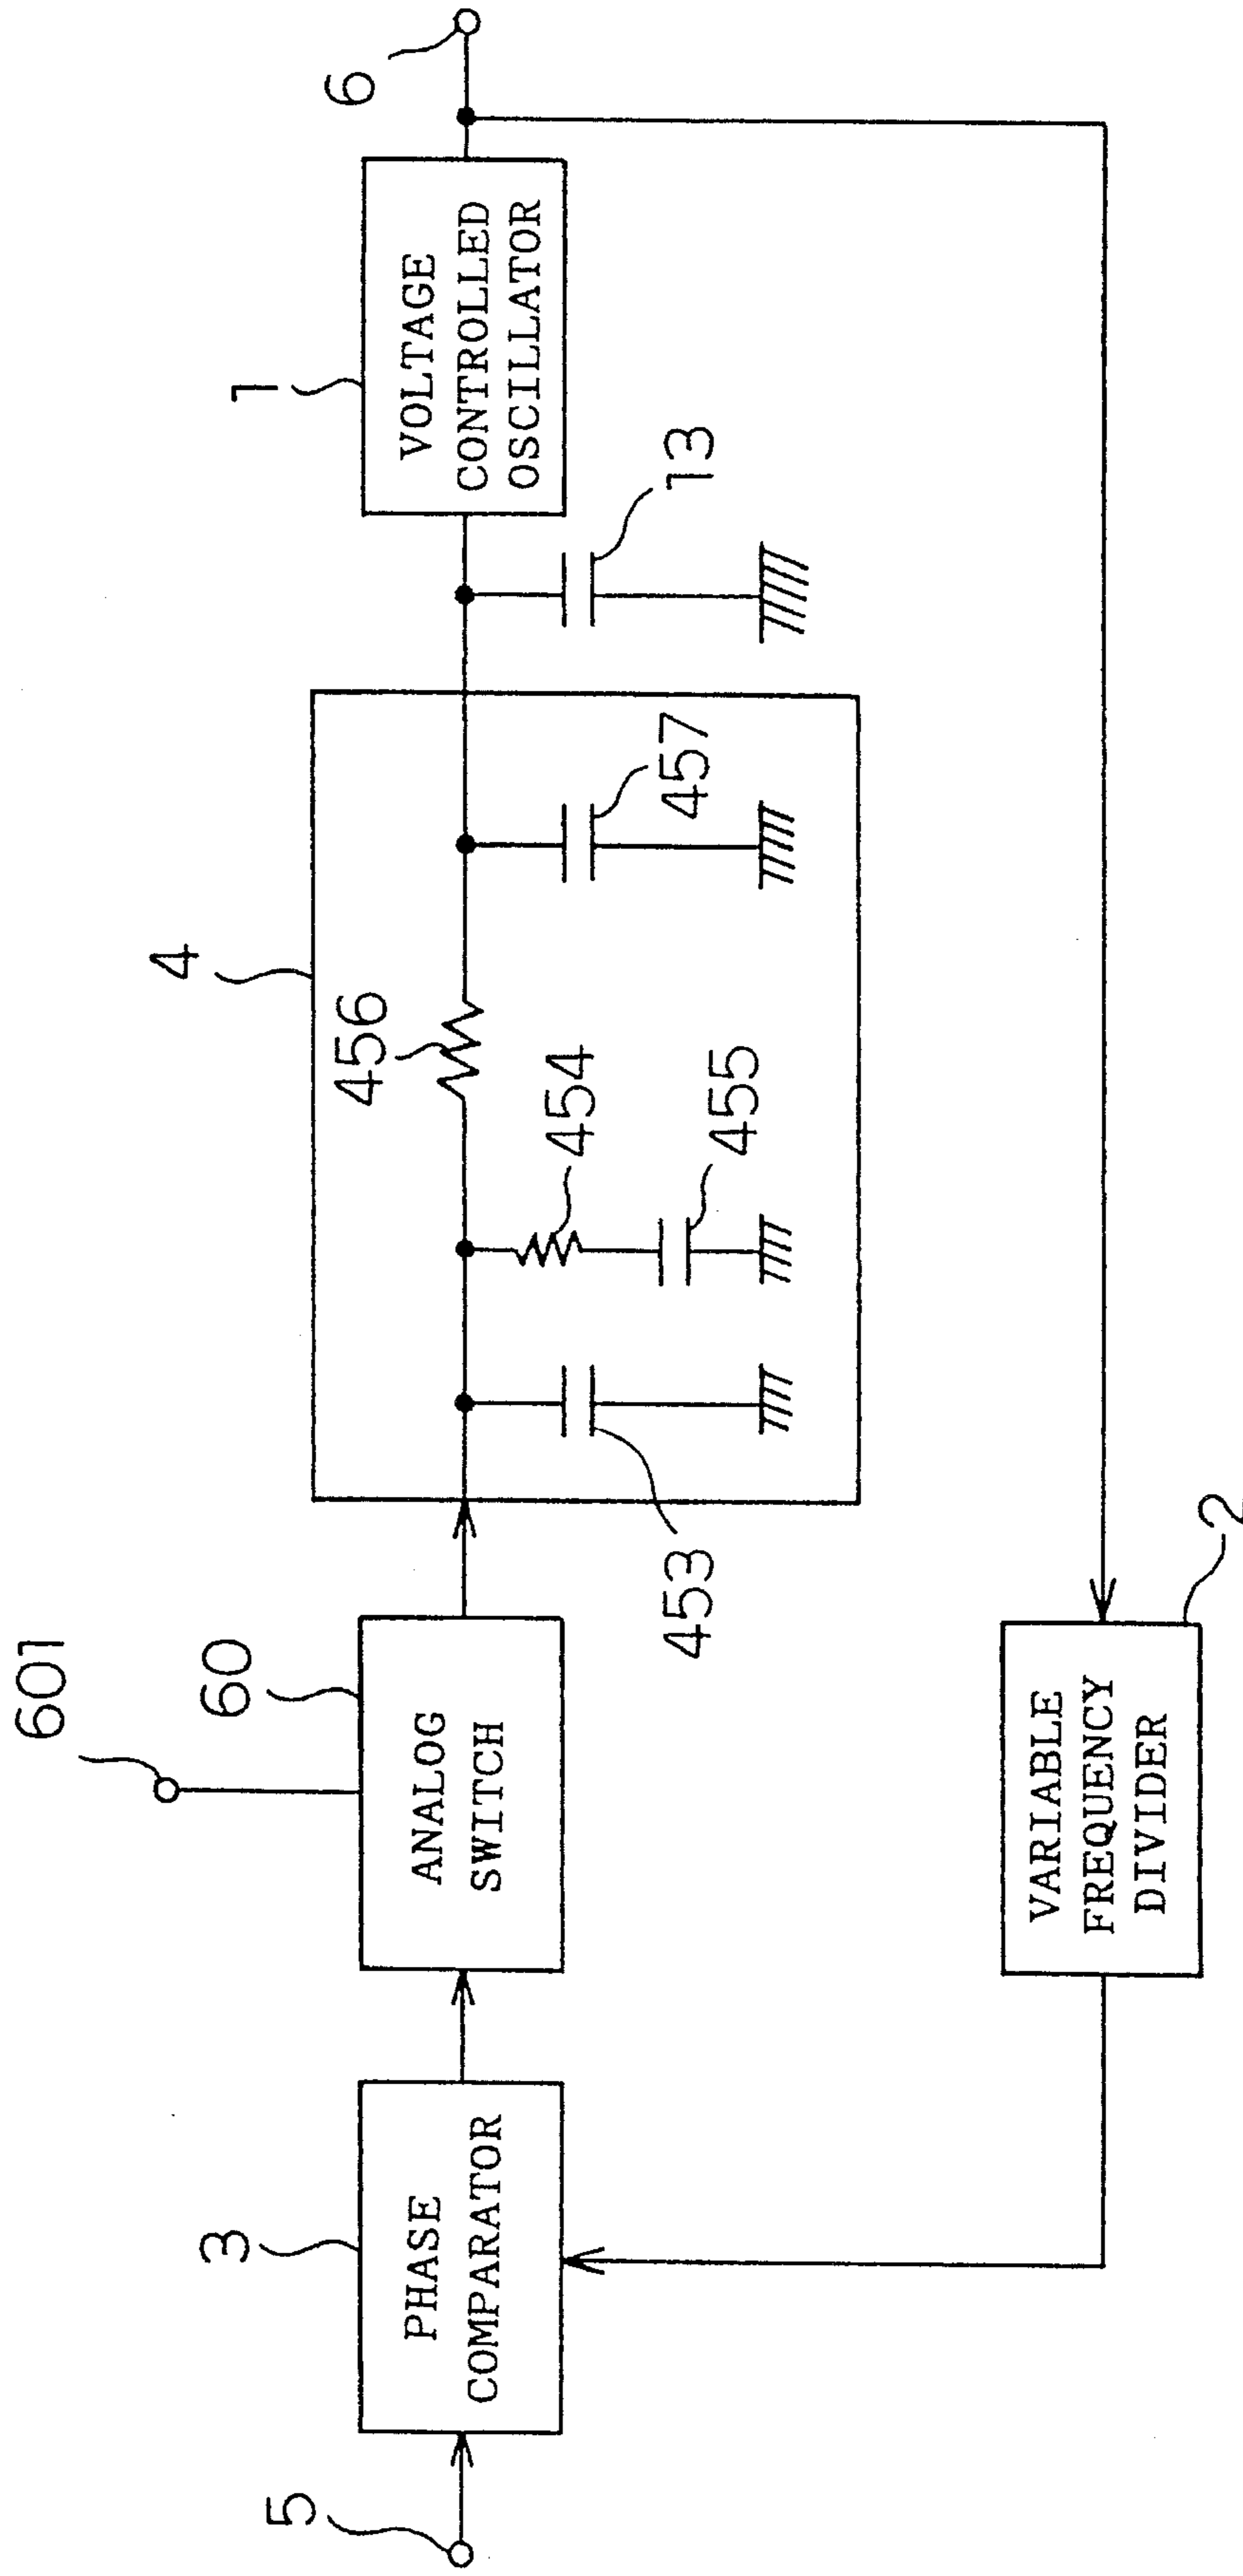 601
60
4
1
6
5
3
PHASE
COMPARATOR
ANALOG
SWITCH
456
454
455
453
457
13
VOLTAGE
CONTROLLED
OSCILLATOR
VARIABLE
FREQUENCY
DIVIDER
2